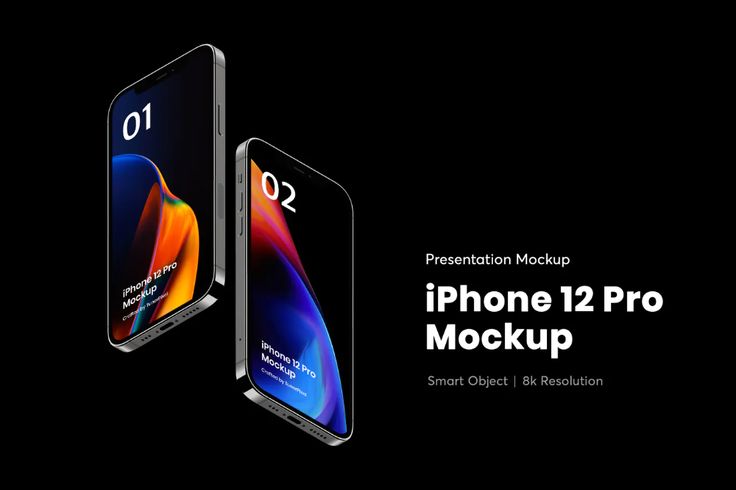 01
iPhone 12 Pro
Mockup
02
iPhone 12 Pro
Mockup
Presentation Mockup
iPhone 12 Pro
Mockup
Smart Object | 8k Resolution